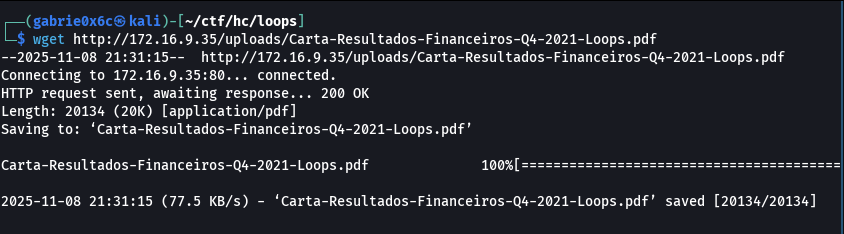 ┌──(gabrie0x6c㉿kali)-[~/ctf/hc/loops]
└─$ wget http://172.16.9.35/uploads/Carta-Resultados-Financeiros-Q4-2021-Loops.pdf
--2025-11-08 21:31:15--  http://172.16.9.35/uploads/Carta-Resultados-Financeiros-Q4-2021-Loops.pdf
Connecting to 172.16.9.35:80... connected.
HTTP request sent, awaiting response... 200 OK
Length: 20134 (20K) [application/pdf]
Saving to: ‘Carta-Resultados-Financeiros-Q4-2021-Loops.pdf’
Carta-Resultados-Financeiros-Q4-2021-Loops.pdf 100%[=========================================
2025-11-08 21:31:15 (77.5 KB/s) - ‘Carta-Resultados-Financeiros-Q4-2021-Loops.pdf’ saved [20134/20134]